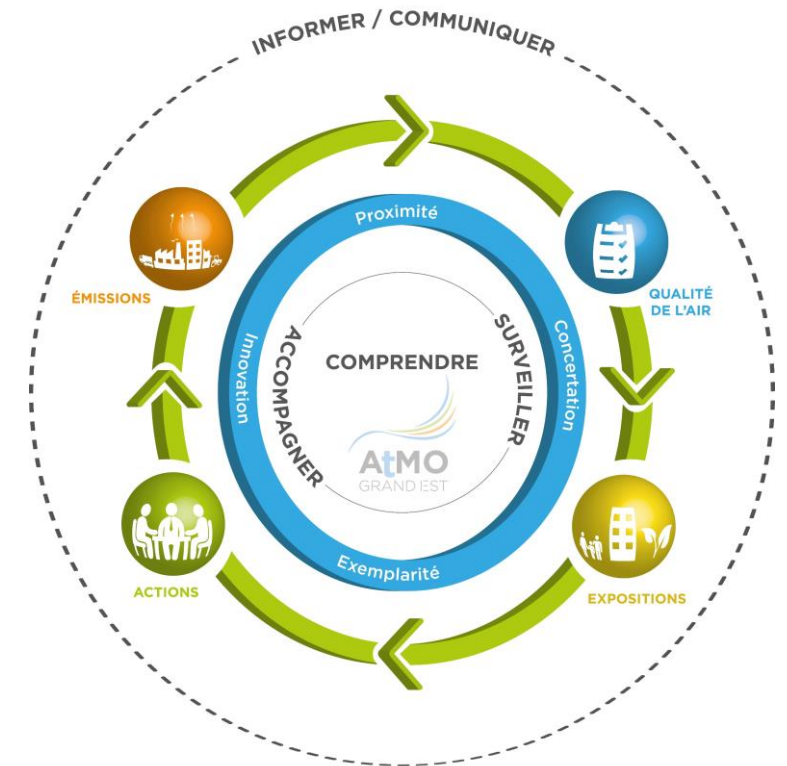 INFORMER / COMMUNIQUER
Proximité
ÉMISSIONS
QUALITÉ
DE L'AIR
Innovation
Concertation
ACCOMPAGNER
COMPRENDRE
SURVEILLER
AtMO
GRAND EST
Exemplarité
ACTIONS
EXPOSITIONS